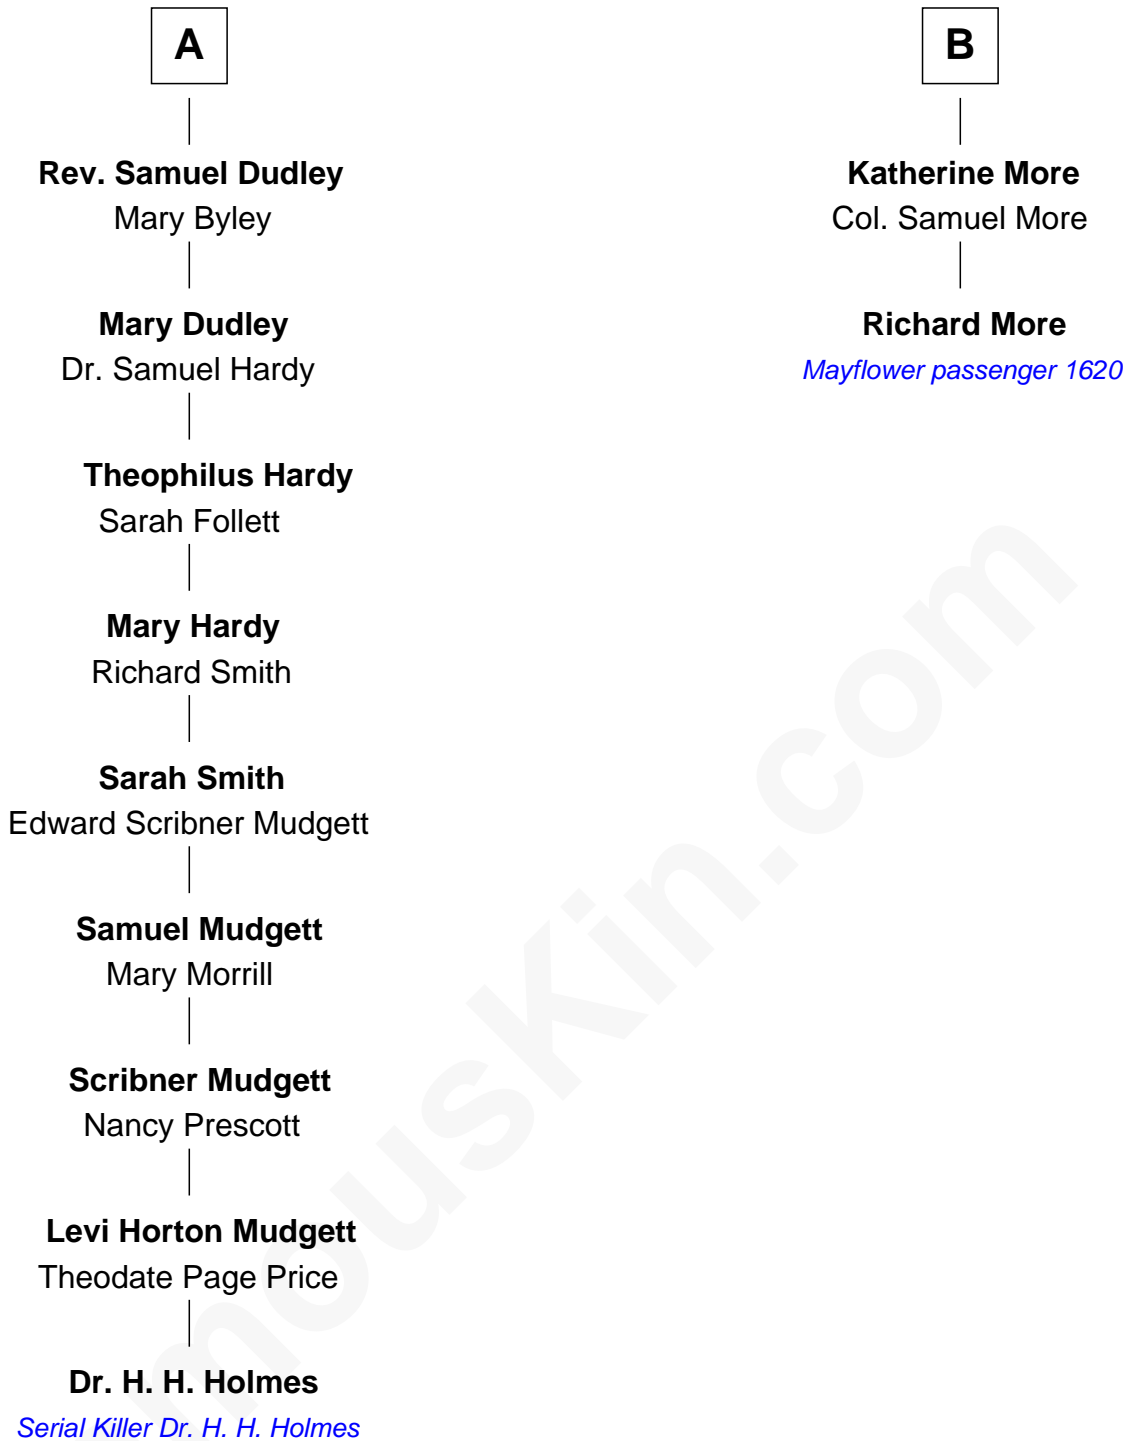 A
Rev. Samuel Dudley
Mary Byley
Mary Dudley
Dr. Samuel Hardy
Theophilus Hardy
Sarah Follett
Mary Hardy
Richard Smith
Sarah Smith
Edward Scribner Mudgett
Samuel Mudgett
Mary Morrill
Scribner Mudgett
Nancy Prescott
Levi Horton Mudgett
Theodate Page Price
Dr. H. H. Holmes
Serial Killer Dr. H. H. Holmes
B
Katherine More
Col. Samuel More
Richard More
Mayflower passenger 1620
mousKin.com